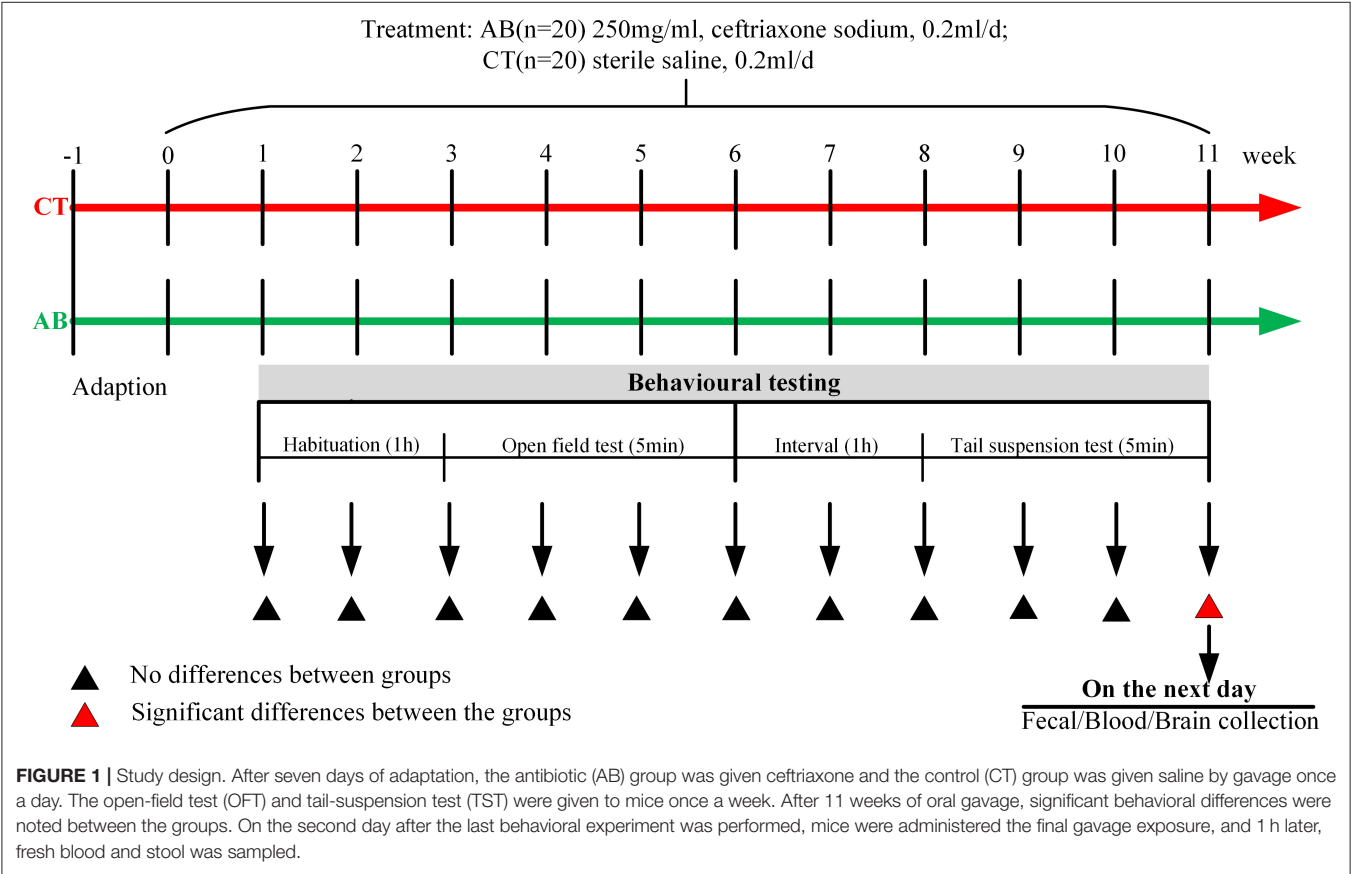 Treatment: AB(n=20) 250mg/ml, ceftriaxone sodium, 0.2ml/d;
CT(n=20) sterile saline, 0.2ml/d
-1 0 1 2 3 4 5 6 7 8 9 10 11 week
CT
AB
Adaption
Behavioural testing
Habituation (1h) Open field test (5min) Interval (1h) Tail suspension test (5min)
No differences between groups
Significant differences between the groups
On the next day
Fecal/Blood/Brain collection
FIGURE 1 | Study design. After seven days of adaptation, the antibiotic (AB) group was given ceftriaxone and the control (CT) group was given saline by gavage once
a day. The open-field test (OFT) and tail-suspension test (TST) were given to mice once a week. After 11 weeks of oral gavage, significant behavioral differences were
noted between the groups. On the second day after the last behavioral experiment was performed, mice were administered the final gavage exposure, and 1 h later,
fresh blood and stool was sampled.